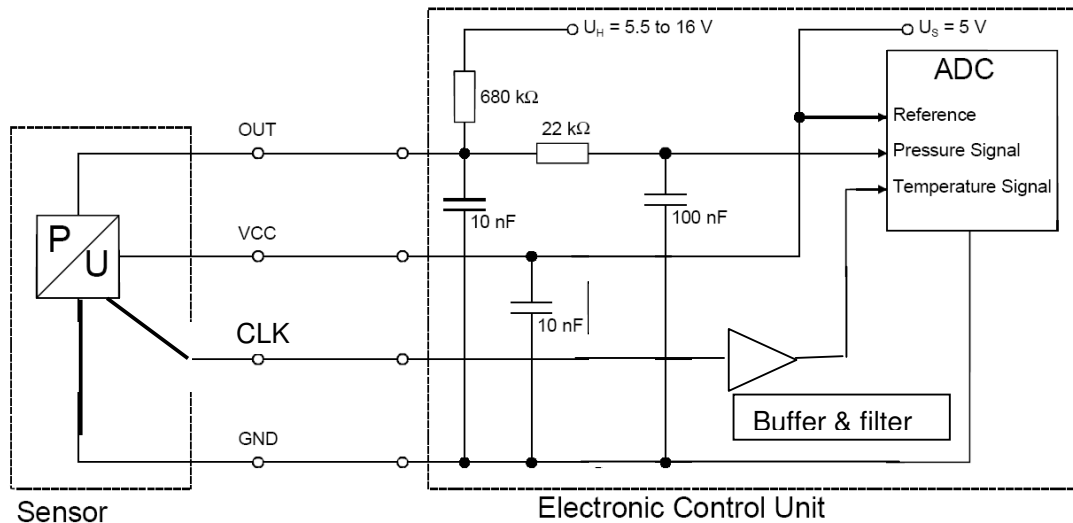 U_H = 5.5 to 16 V
U_S = 5 V
ADC
680 kΩ
Reference
OUT
22 kΩ
Pressure Signal
Temperature Signal
10 nF
100 nF
P
U
VCC
10 nF
CLK
Buffer & filter
GND
Sensor
Electronic Control Unit